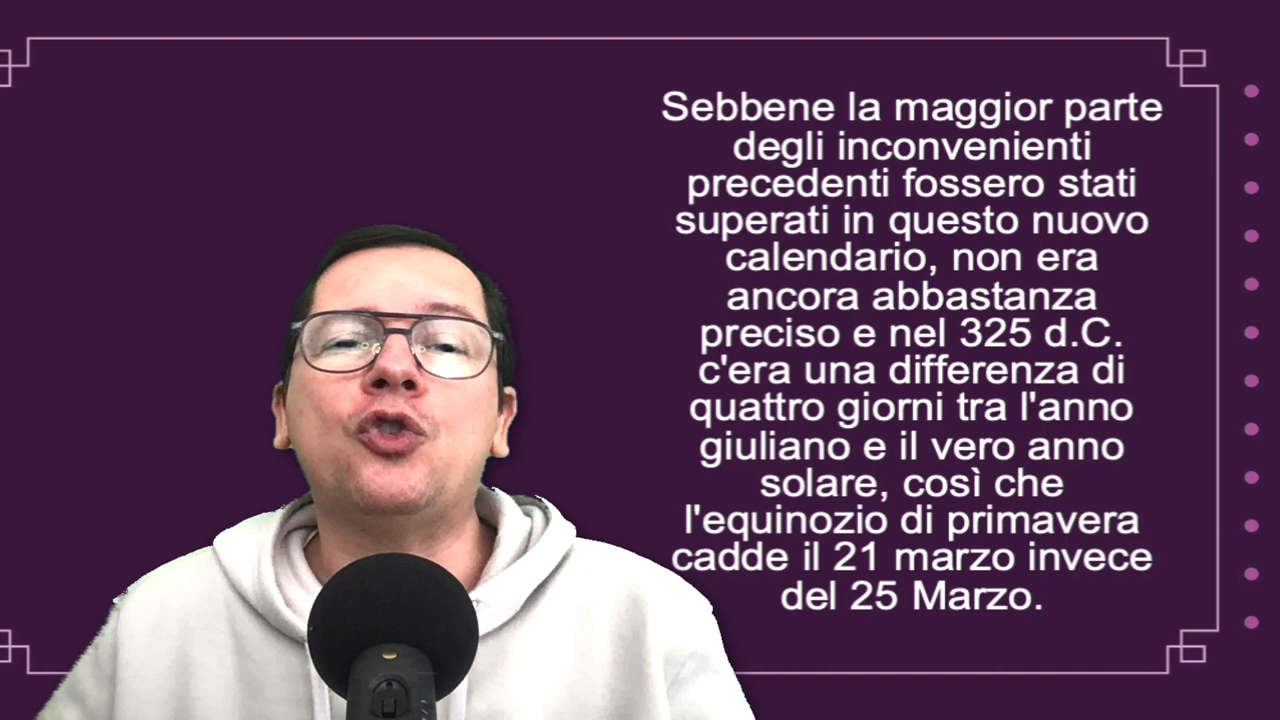 Sebbene la maggior parte
degli inconvenienti
precedenti fossero stati
superati in questo nuovo
calendario, non era
ancora abbastanza
preciso e nel 325 d.C.
c'era una differenza di
quattro giorni tra l'anno
giuliano e il vero anno
solare, così che
l'equinozio di primavera
cadde il 21 marzo invece
del 25 Marzo.